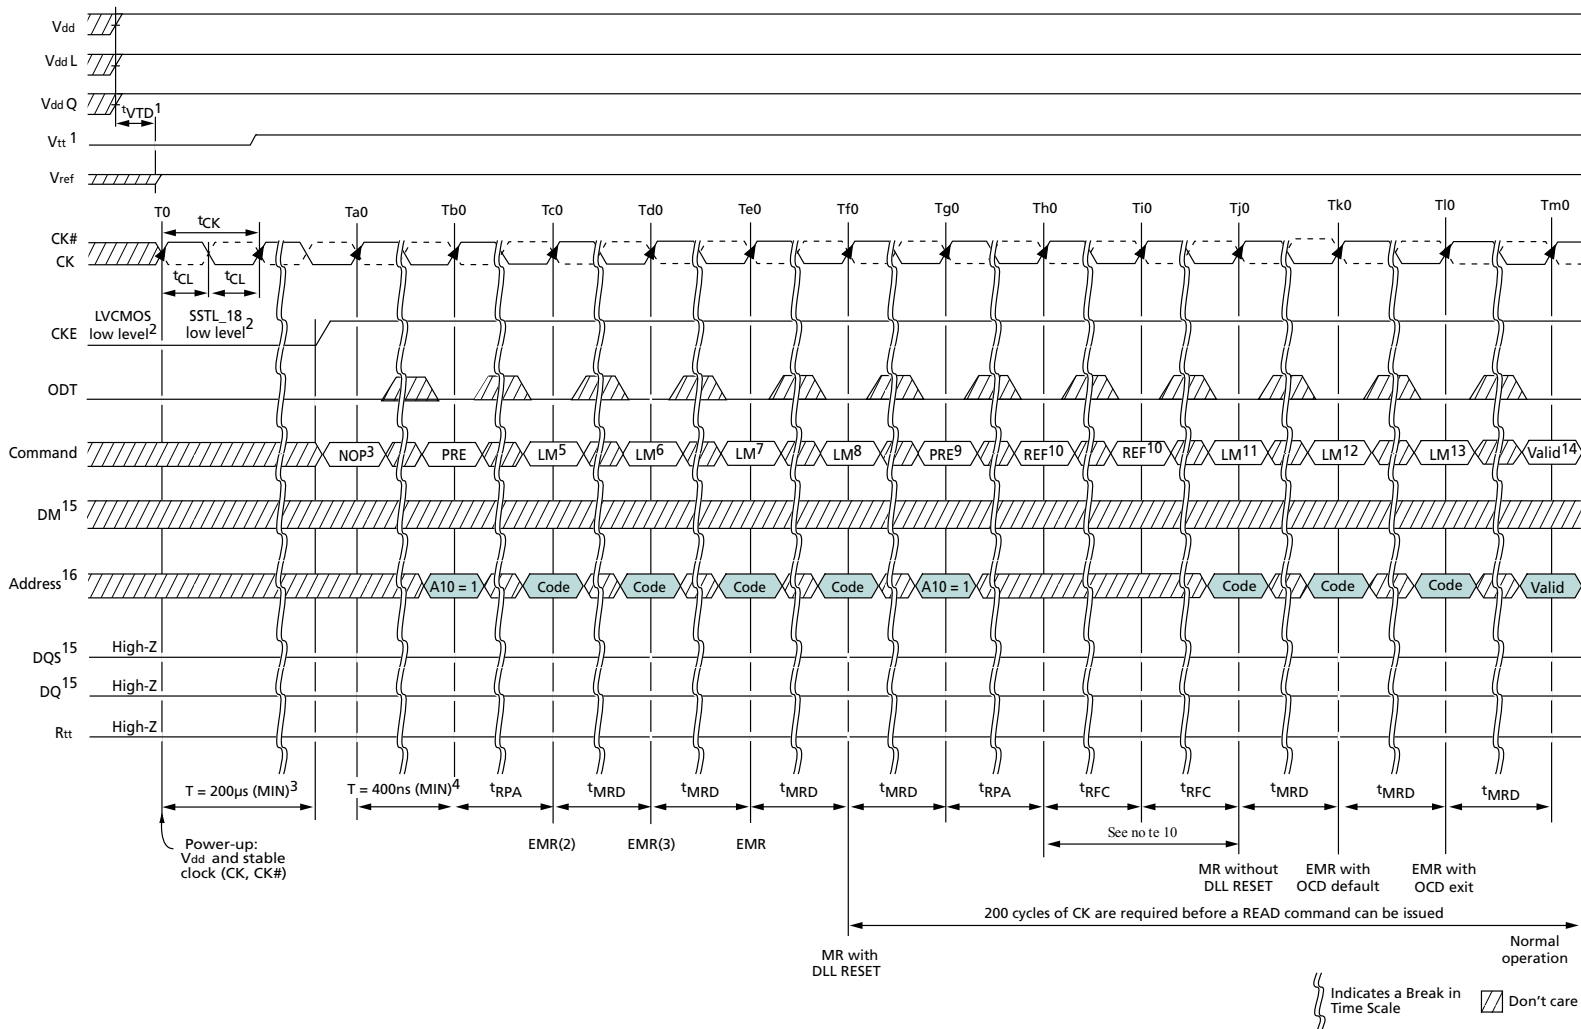 Vdd
VddL
VddQ
tVTD1
Vtt1
Vref
T0 Ta0 Tb0 Tc0 Td0 Te0 Tf0 Tg0 Th0 Ti0 Tj0 Tk0 Tl0 Tm0
tCK
CK#
CK
tCL tCL
LVCMOS
low level2
SSTL_18
low level2
CKE
ODT
Command NOP3 PRE LM5 LM6 LM7 LM8 PRE9 REF10 REF10 LM11 LM12 LM13 Valid14
DM15
Address16 A10 = 1 Code Code Code Code A10 = 1 Code Code Code Valid
DQS15 High-Z
DQ15 High-Z
Rtt High-Z
T = 200µs (MIN)3 T = 400ns (MIN)4 tRPA tMRD tMRD tMRD tMRD tRPA tRFC tRFC tMRD tMRD tMRD
Power-up:
Vdd and stable
clock (CK, CK#)
EMR(2) EMR(3) EMR
See no te 10
MR without
DLL RESET
EMR with
OCD default
EMR with
OCD exit
200 cycles of CK are required before a READ command can be issued
MR with
DLL RESET
Normal
operation
Indicates a Break in
Time Scale
Don't care